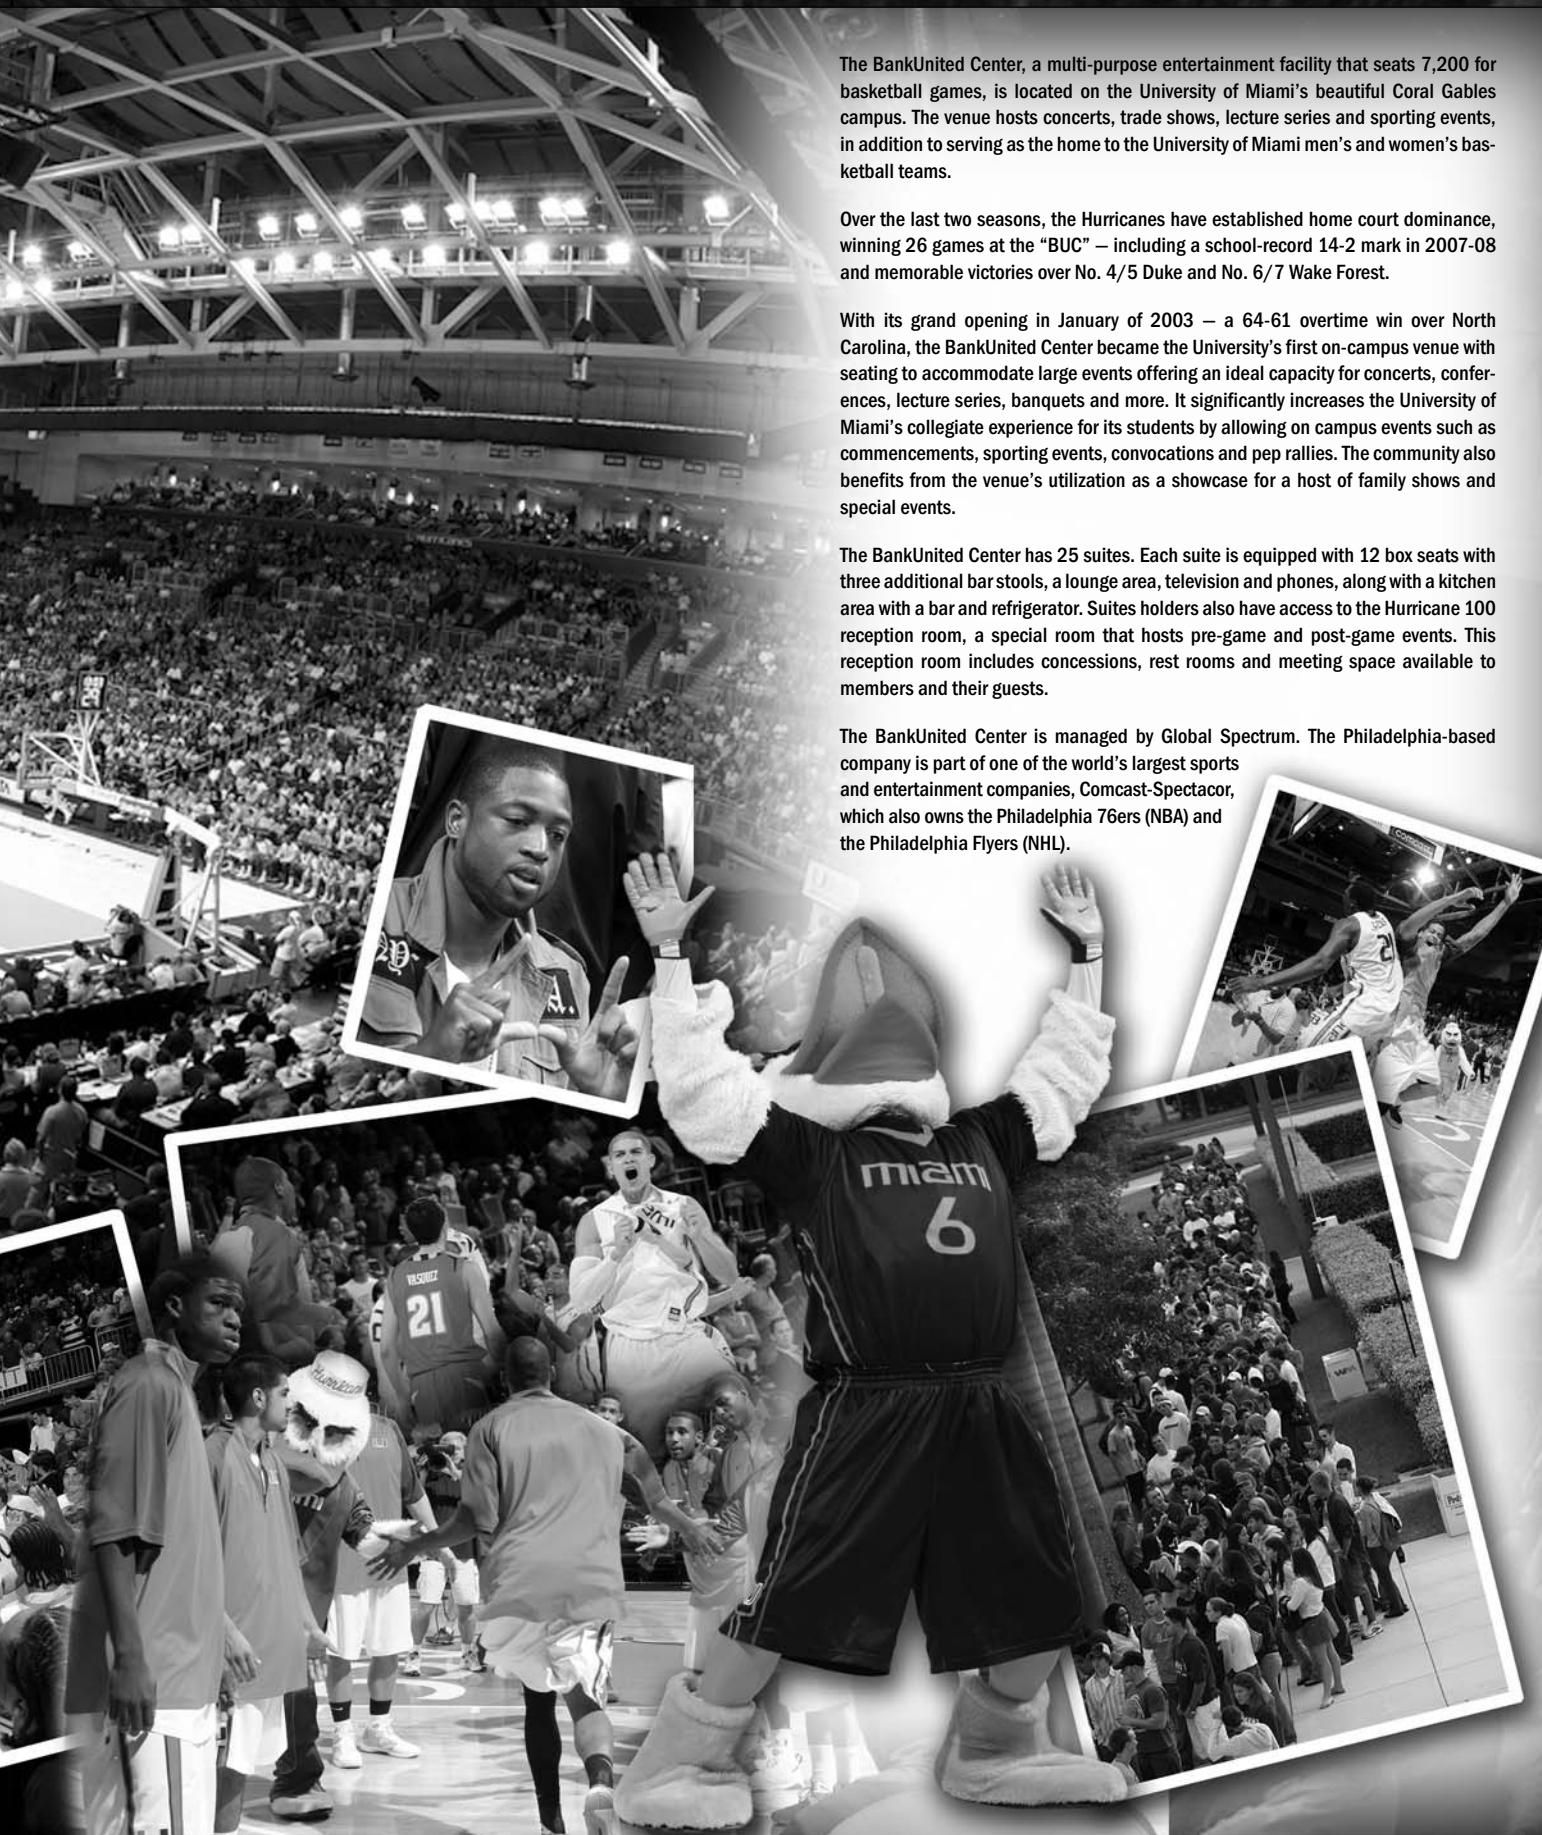 The BankUnited Center, a multi-purpose entertainment facility that seats 7,200 for
basketball games, is located on the University of Miami's beautiful Coral Gables
campus. The venue hosts concerts, trade shows, lecture series and sporting events,
in addition to serving as the home to the University of Miami men's and women's bas-
ketball teams.
Over the last two seasons, the Hurricanes have established home court dominance,
winning 26 games at the “BUC” — including a school-record 14-2 mark in 2007-08
and memorable victories over No. 4/5 Duke and No. 6/7 Wake Forest.
With its grand opening in January of 2003 — a 64-61 overtime win over North
Carolina, the BankUnited Center became the University's first on-campus venue with
seating to accommodate large events offering an ideal capacity for concerts, confer-
ences, lecture series, banquets and more. It significantly increases the University of
Miami's collegiate experience for its students by allowing on campus events such as
commencements, sporting events, convocations and pep rallies. The community also
benefits from the venue's utilization as a showcase for a host of family shows and
special events.
The BankUnited Center has 25 suites. Each suite is equipped with 12 box seats with
three additional bar stools, a lounge area, television and phones, along with a kitchen
area with a bar and refrigerator. Suites holders also have access to the Hurricane 100
reception room, a special room that hosts pre-game and post-game events. This
reception room includes concessions, rest rooms and meeting space available to
members and their guests.
The BankUnited Center is managed by Global Spectrum. The Philadelphia-based
company is part of one of the world's largest sports
and entertainment companies, Comcast-Spectacor,
which also owns the Philadelphia 76ers (NBA) and
the Philadelphia Flyers (NHL).
HURRICANES
comcast
A.
miami
6
VASQUEZ
21
Hurricanes